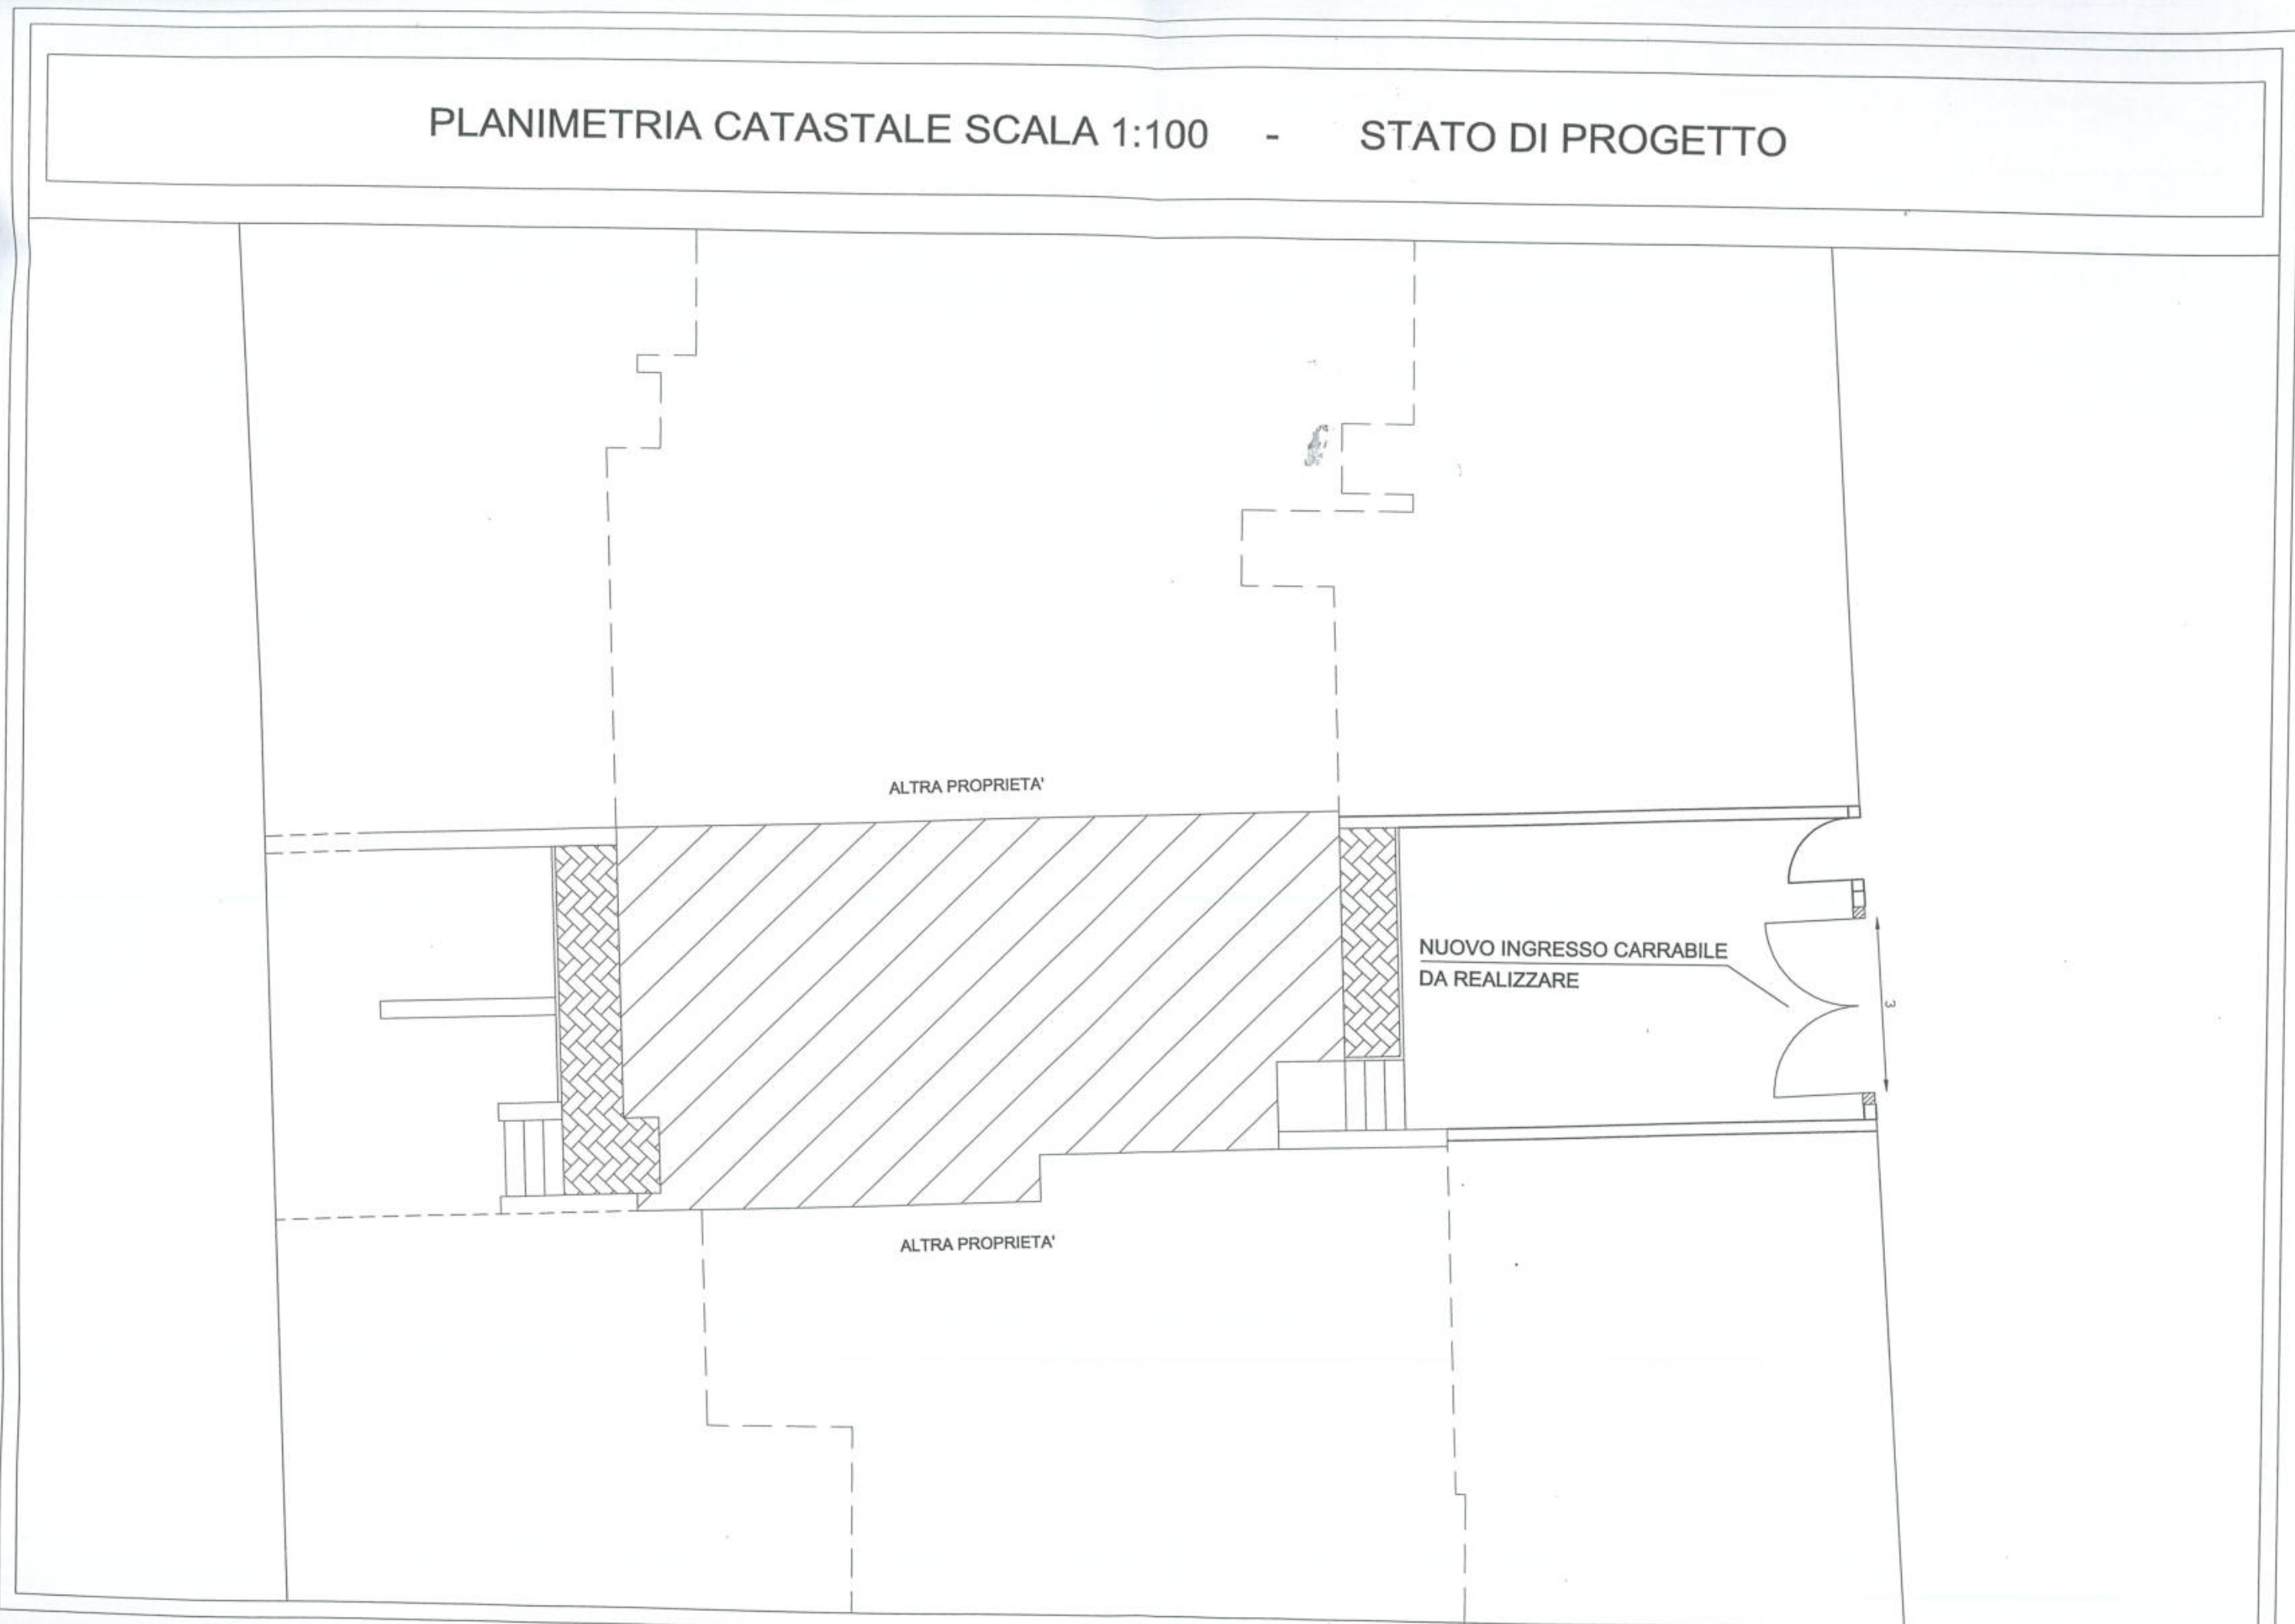 PLANIMETRIA CATASTALE SCALA 1:100 - STATO DI PROGETTO
ALTRA PROPRIETA'
NUOVO INGRESSO CARRABILE
DA REALIZZARE
3
ALTRA PROPRIETA'